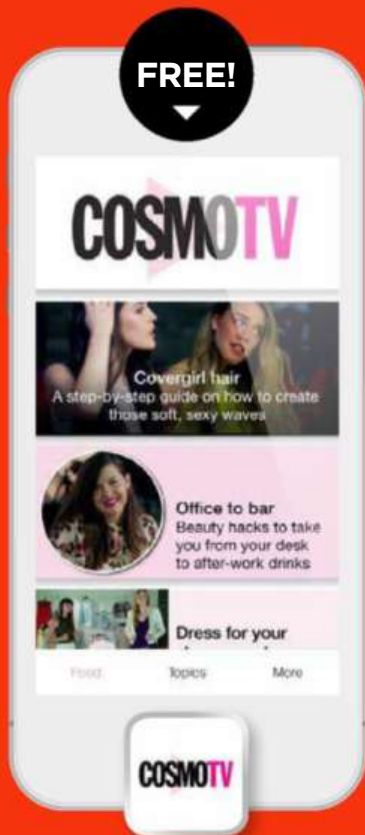 FREE!
COSMOTV
Covergirl hair
A step-by-step guide on how to create
those soft, sexy waves
Office to bar
Beauty hacks to take
you from your desk
to after-work drinks
Dress for your
Topics
More
COSMOTV